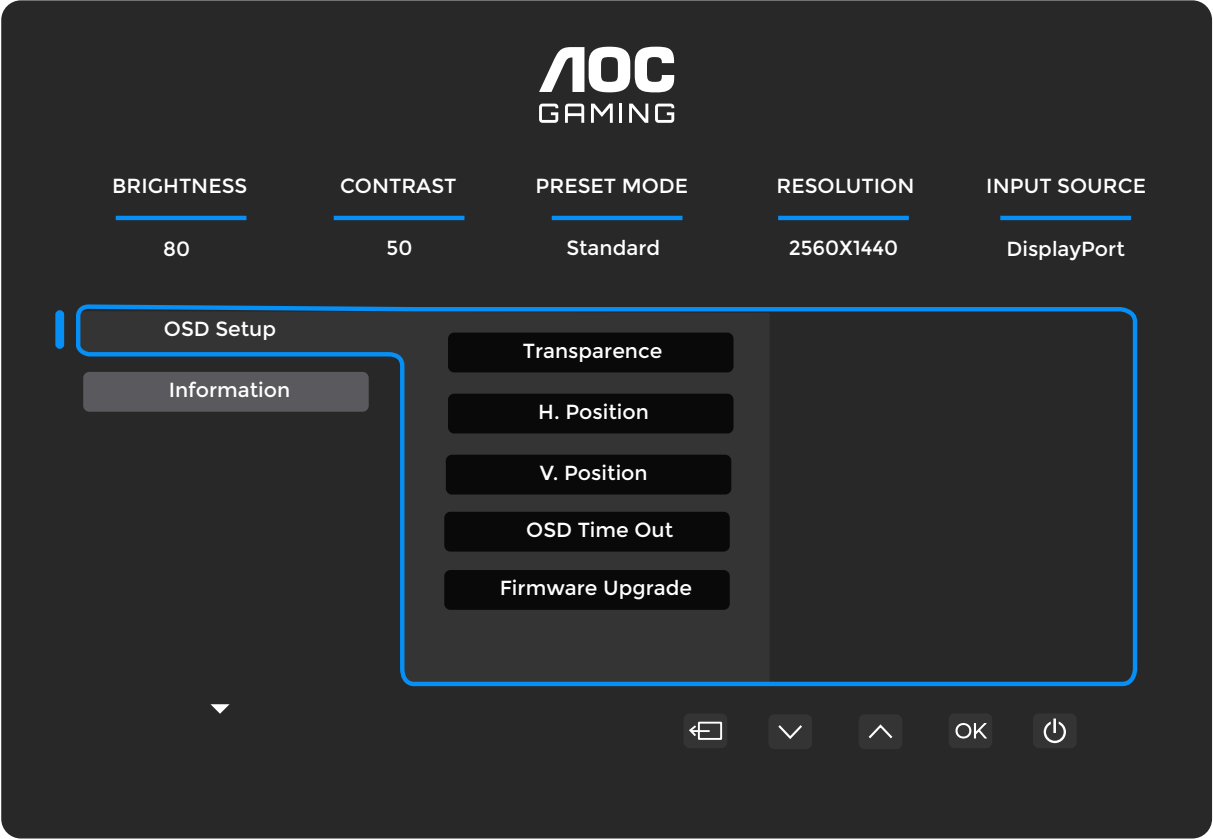 AOC
GAMING
BRIGHTNESS CONTRAST PRESET MODE RESOLUTION INPUT SOURCE
80 50 Standard 2560X1440 DisplayPort
OSD Setup
Transparence
Information
H. Position
V. Position
OSD Time Out
Firmware Upgrade
OK